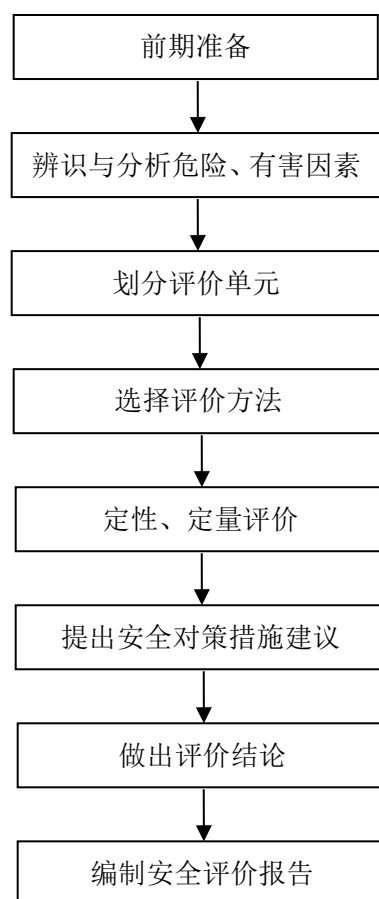 前期准备
辨识与分析危险、有害因素
划分评价单元
选择评价方法
定性、定量评价
提出安全对策措施建议
做出评价结论
编制安全评价报告